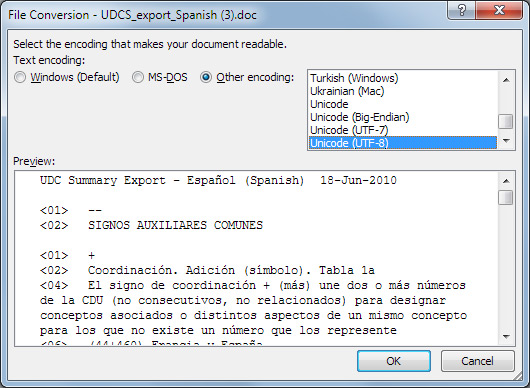 File Conversion - UDCS_export_Spanish (3).doc
Select the encoding that makes your document readable.
Text encoding:
Windows (Default) MS-DOS Other encoding:
Turkish (Windows)
Ukrainian (Mac)
Unicode
Unicode (Big-Endian)
Unicode (UTF-7)
Unicode (UTF-8)
Preview:
UDC Summary Export - Español (Spanish) 18-Jun-2010
<01> --
<02> SIGNOS AUXILIARES COMUNES
<01> +
<02> Coordinación. Adición (símbolo). Tabla 1a
<04> El signo de coordinación + (más) une dos o más números
de la CDU (no consecutivos, no relacionados) para designar
conceptos asociados o distintos aspectos de un mismo concepto
para los que no existe un número que los represente
<06> (44+460) Francia y España
OK Cancel